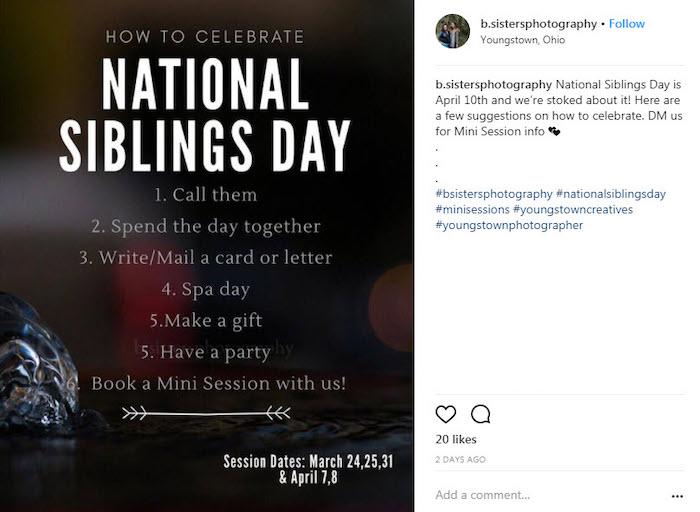 HOW TO CELEBRATE
NATIONAL
SIBLINGS DAY
1. Call them
2. Spend the day together
3. Write/Mail a card or letter
4. Spa day
5.Make a gift
5. Have a party
6. Book a Mini Session with us!
Session Dates: March 24,25,31
& April 7,8
b.sistersphotography • Follow
Youngstown, Ohio
b.sistersphotography National Siblings Day is
April 10th and we're stoked about it! Here are
a few suggestions on how to celebrate. DM us
for Mini Session info
.
.
.
#bsistersphotography #nationalsiblingsday
#minisessions #youngstowncreatives
#youngstownphotographer
20 likes
2 DAYS AGO
Add a comment...